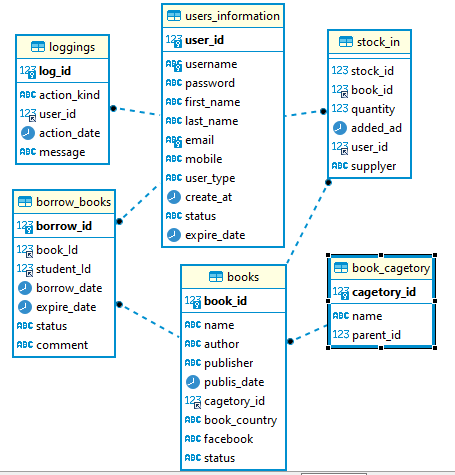 loggings
log_id
action_kind
user_id
action_date
message
users_information
user_id
username
password
first_name
last_name
email
mobile
user_type
create_at
status
expire_date
stock_in
stock_id
book_id
quantity
added_ad
user_id
supplyer
borrow_books
borrow_id
book_Id
student_Id
borrow_date
expire_date
status
comment
books
book_id
name
author
publisher
publis_date
cagetory_id
book_country
facebook
status
book_cagetory
cagetory_id
name
parent_id